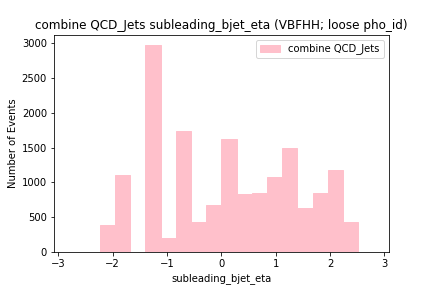 combine QCD_Jets subleading_bjet_eta (VBFHH; loose pho_id)
combine QCD_Jets
Number of Events
3000
2500
2000
1500
1000
500
0
−3 −2 −1 0 1 2 3
subleading_bjet_eta